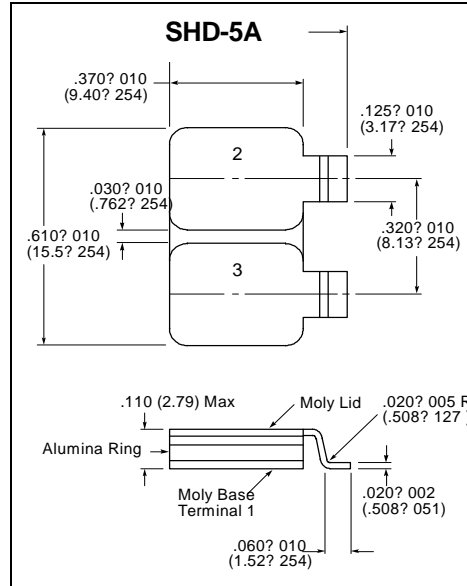 SHD-5A
.370? 010
(9.40? 254)
.125? 010
(3.17? 254)
2
.030? 010
(.762? 254)
.610? 010
(15.5? 254)
.320? 010
(8.13? 254)
3
.110 (2.79) Max
Moly Lid
.020? 005 R
(.508? 127 )
Alumina Ring
Moly Base
Terminal 1
.020? 002
(.508? 051)
.060? 010
(1.52? 254)